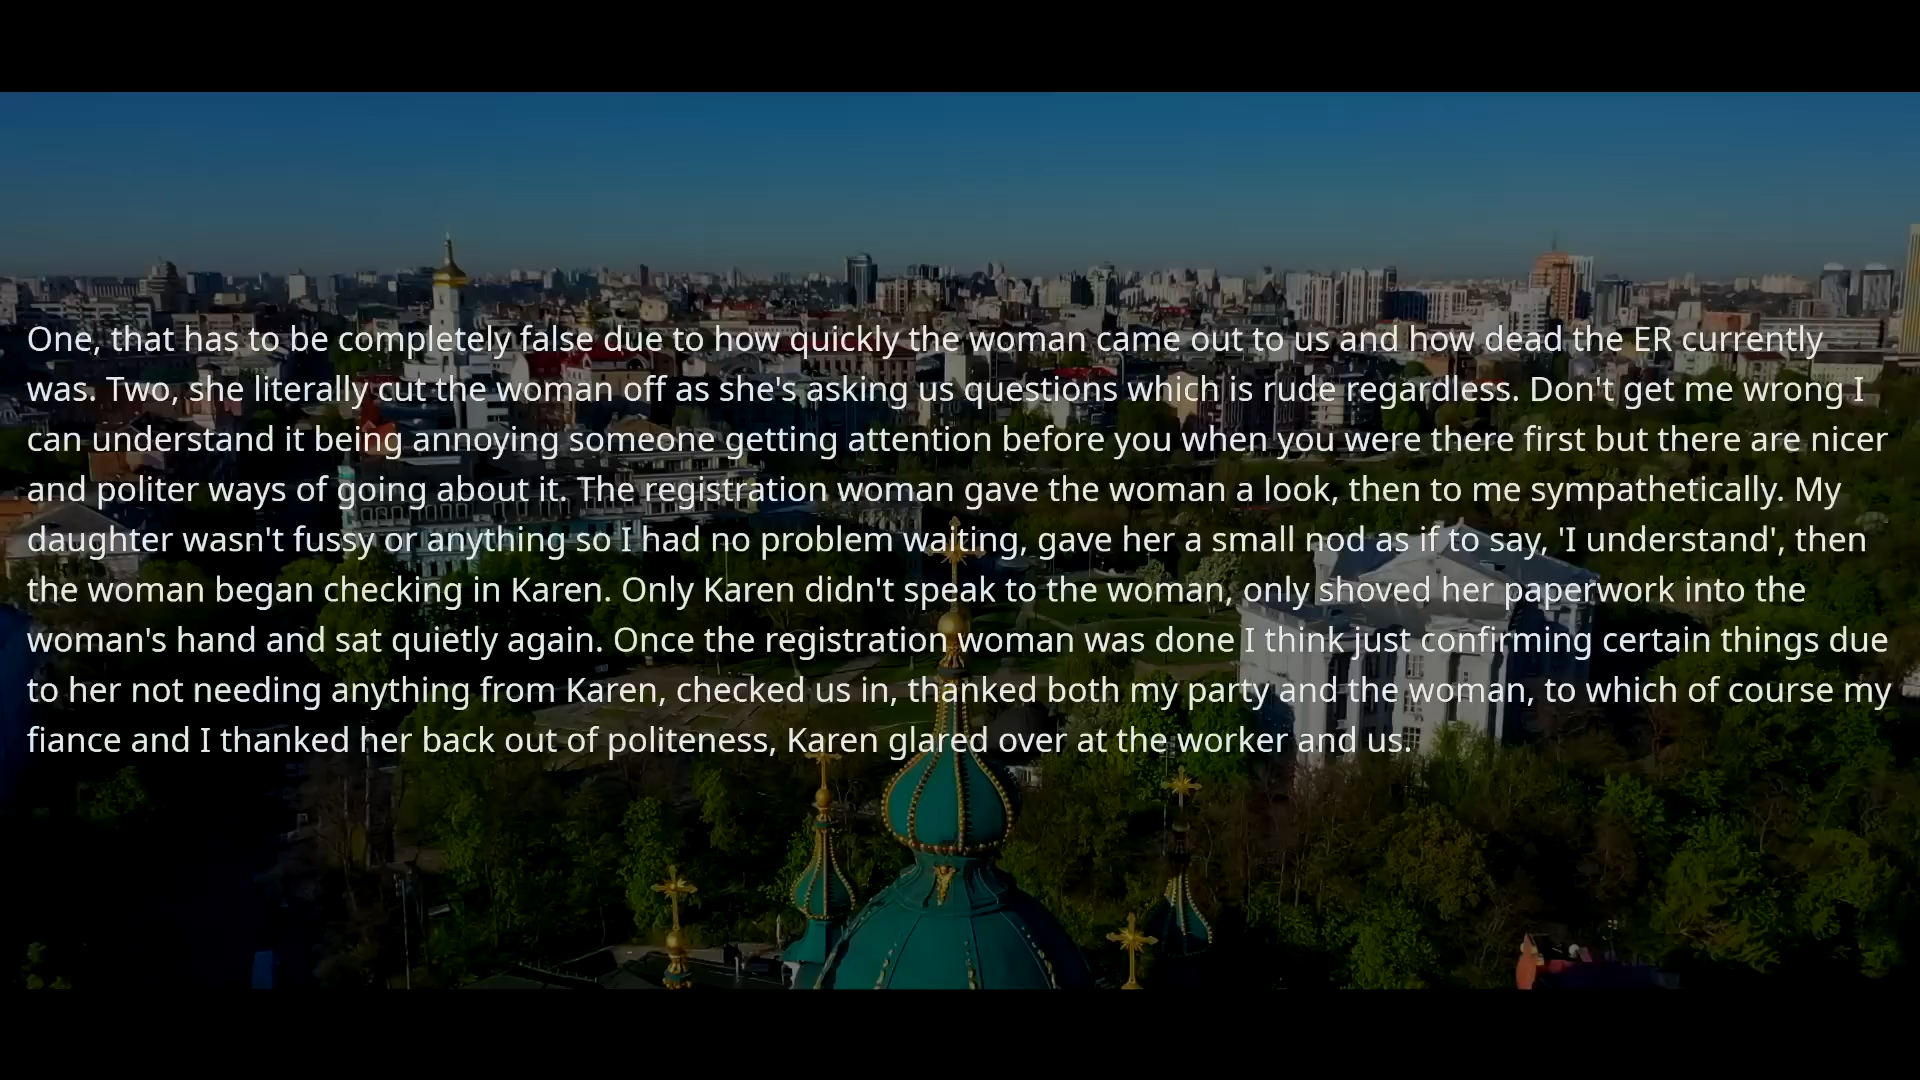 One, that has to be completely false due to how quickly the woman came out to us and how dead the ER currently
was. Two, she literally cut the woman off as she's asking us questions which is rude regardless. Don't get me wrong I
can understand it being annoying someone getting attention before you when you were there first but there are nicer
and politer ways of going about it. The registration woman gave the woman a look, then to me sympathetically. My
daughter wasn't fussy or anything so I had no problem waiting, gave her a small nod as if to say, 'I understand', then
the woman began checking in Karen. Only Karen didn't speak to the woman, only shoved her paperwork into the
woman's hand and sat quietly again. Once the registration woman was done I think just confirming certain things due
to her not needing anything from Karen, checked us in, thanked both my party and the woman, to which of course my
fiance and I thanked her back out of politeness, Karen glared over at the worker and us.